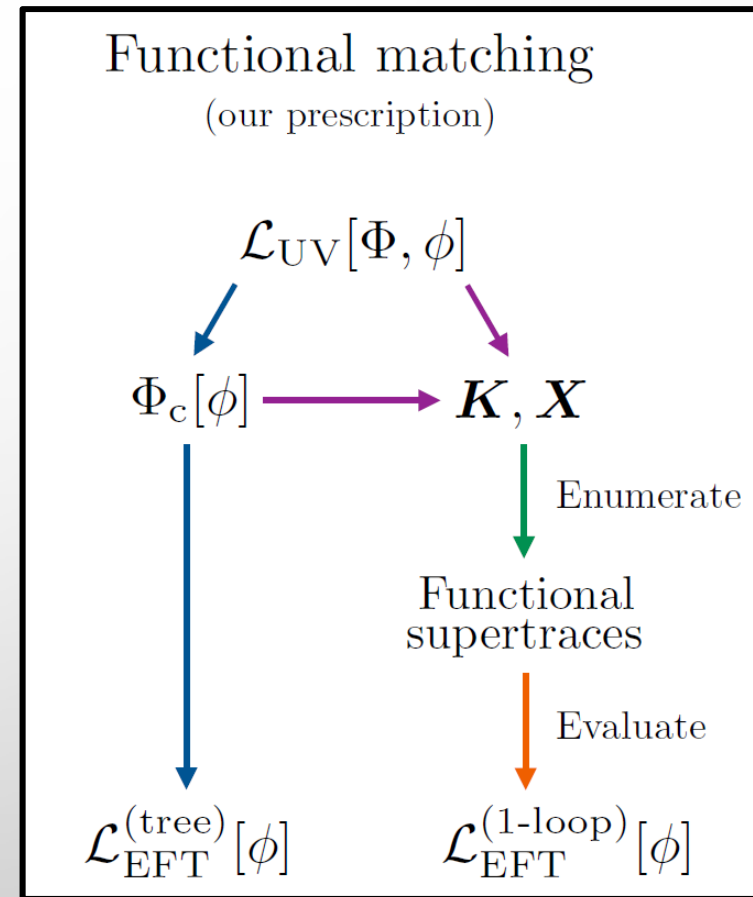 Functional matching
(our prescription)
𝓛_UV[Φ, ϕ]
Φ_c[ϕ]
𝑲, 𝑿
Enumerate
Functional
supertraces
Evaluate
𝓛_EFT^(tree)[ϕ]
𝓛_EFT^(1-loop)[ϕ]